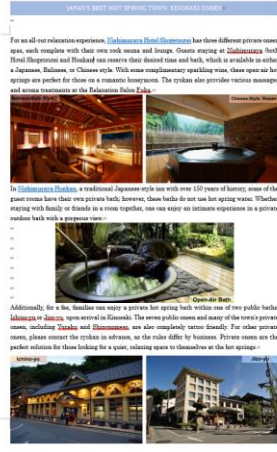 JAPAN'S BEST HOT SPRING TOWN: KINOSAKI ONSEN
For an all-out relaxation experience, Nishimuraya Hotel Shogetsutei has three different private onsen
spas, each complete with their own rock sauna and lounge. Guests staying at Nishimuraya (both
Hotel Shogetsutei and Honkan) can reserve their desired time and bath, which is available in either
a Japanese, Balinese, or Chinese style. With some complimentary sparkling wine, these open-air hot
springs are perfect for those on a romantic honeymoon. The ryokan also provides various massages
and aroma treatments at the Relaxation Salon Fuka.
Chinese-Style
In Nishimuraya Honkan, a traditional Japanese-style inn with over 150 years of history, some of the
guest rooms have their own private bath; however, these baths do not use hot spring water. Whether
staying with family or friends in a room together, one can enjoy an intimate experience in a private
outdoor bath with a gorgeous view.
Open-Air Bath
Additionally, for a fee, families can enjoy a private hot spring bath within one of two public baths,
Ichino-yu or Jizo-yu, upon arrival in Kinosaki. The seven public onsen and many of the town's private
onsen, including Yuraku and Shinonomeso, are also completely tattoo friendly. For other private
onsen, please contact the ryokan in advance, as the rules differ by business. Private onsen are the
perfect solution for those looking for a quiet, relaxing space to themselves at the hot springs.
Ichino-yu
Jizo-yu